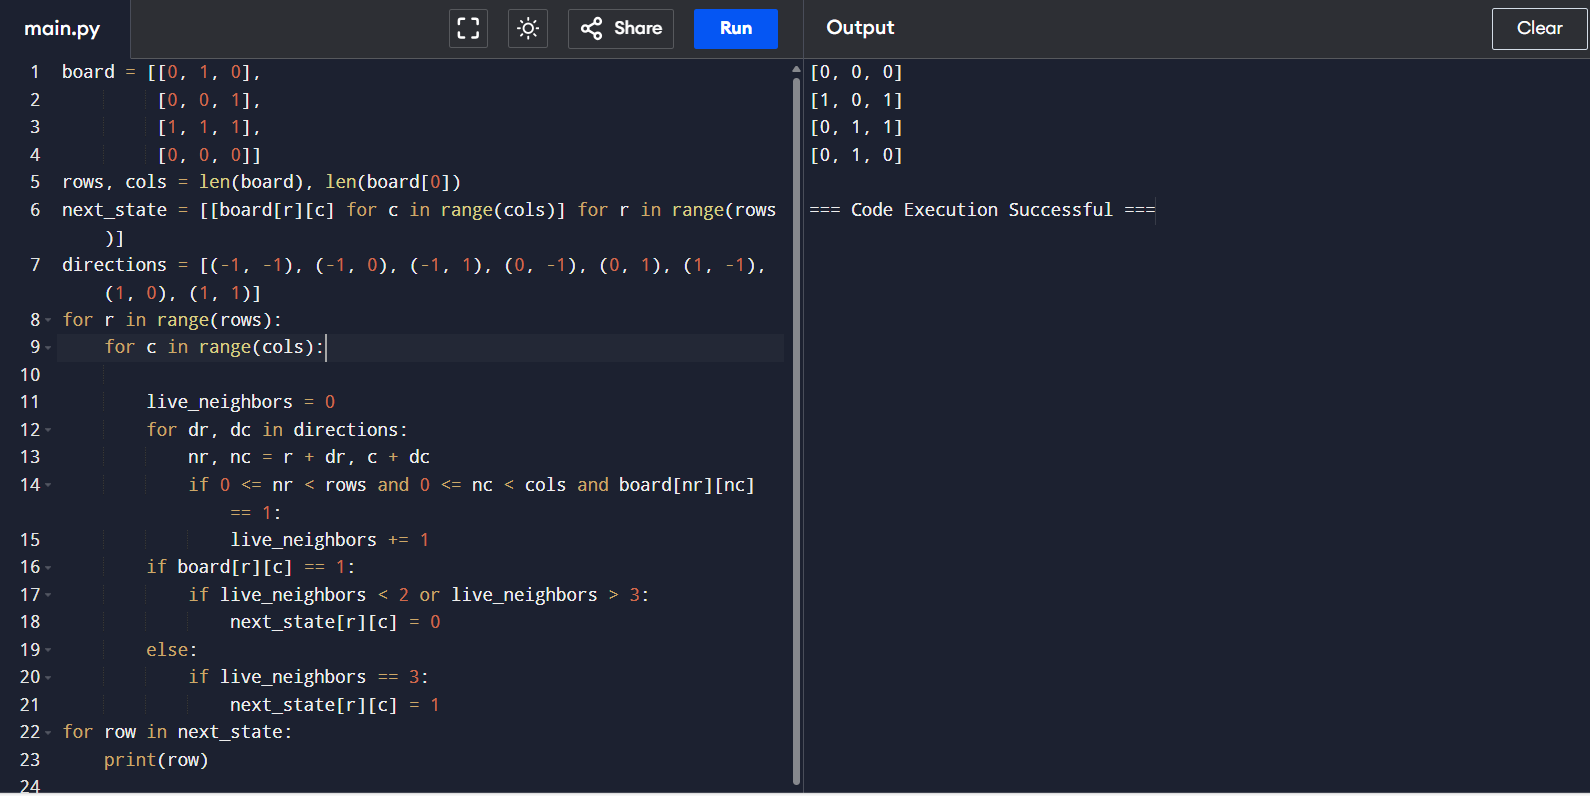 main.py
Share
Run
Output
Clear
1 board = [[0, 1, 0],
2 [0, 0, 1],
3 [1, 1, 1],
4 [0, 0, 0]]
5 rows, cols = len(board), len(board[0])
6 next_state = [[board[r][c] for c in range(cols)] for r in range(rows
)]
7 directions = [(-1, -1), (-1, 0), (-1, 1), (0, -1), (0, 1), (1, -1),
(1, 0), (1, 1)]
8 for r in range(rows):
9 for c in range(cols):
10
11 live_neighbors = 0
12 for dr, dc in directions:
13 nr, nc = r + dr, c + dc
14 if 0 <= nr < rows and 0 <= nc < cols and board[nr][nc]
== 1:
15 live_neighbors += 1
16 if board[r][c] == 1:
17 if live_neighbors < 2 or live_neighbors > 3:
18 next_state[r][c] = 0
19 else:
20 if live_neighbors == 3:
21 next_state[r][c] = 1
22 for row in next_state:
23 print(row)
24
[0, 0, 0]
[1, 0, 1]
[0, 1, 1]
[0, 1, 0]
=== Code Execution Successful ===